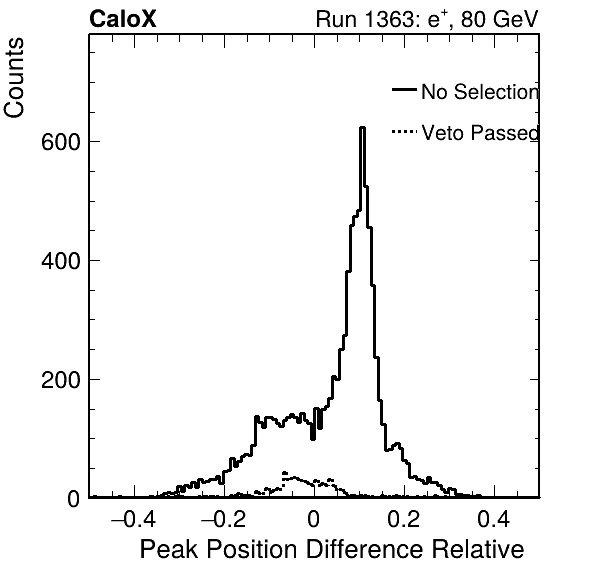 CaloX
Run 1363: e⁺, 80 GeV
Counts
No Selection
Veto Passed
600
400
200
0
−0.4
−0.2
0
0.2
0.4
Peak Position Difference Relative